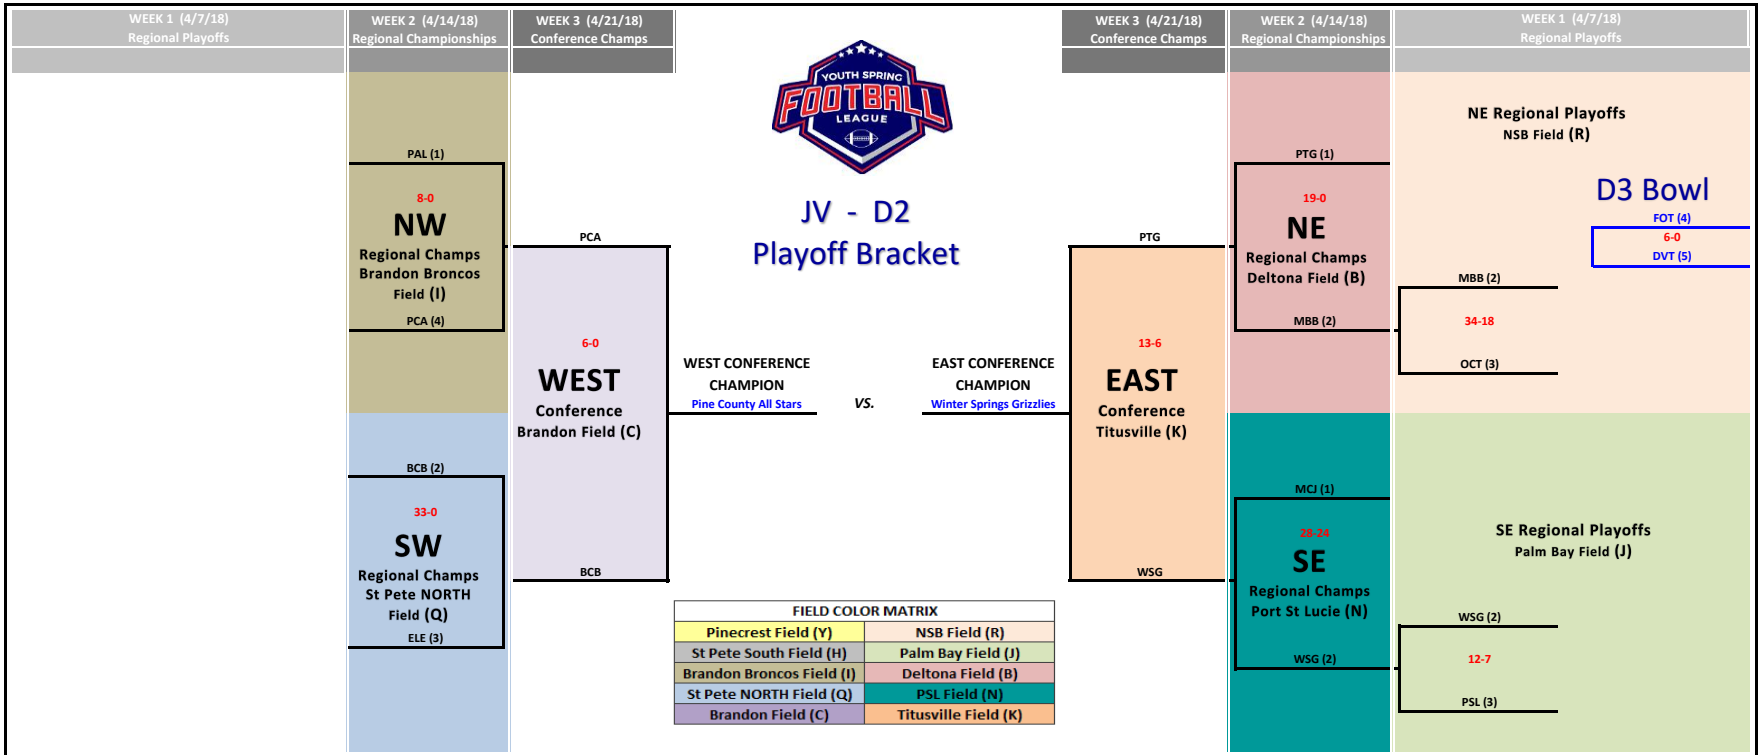 WEEK 1 (4/7/18)
Regional Playoffs
WEEK 2 (4/14/18)
Regional Championships
WEEK 3 (4/21/18)
Conference Champs
WEEK 3 (4/21/18)
Conference Champs
WEEK 2 (4/14/18)
Regional Championships
WEEK 1 (4/7/18)
Regional Playoffs
YOUTH SPRING
FOOTBALL
LEAGUE
JV - D2
Playoff Bracket
PAL (1)
8-0
NW
Regional Champs
Brandon Broncos
Field (I)
PCA (4)
BCB (2)
33-0
SW
Regional Champs
St Pete NORTH
Field (Q)
ELE (3)
PCA
6-0
WEST
Conference
Brandon Field (C)
BCB
WEST CONFERENCE
CHAMPION
Pine County All Stars
VS.
EAST CONFERENCE
CHAMPION
Winter Springs Grizzlies
PTG
13-6
EAST
Conference
Titusville (K)
WSG
PTG (1)
19-0
NE
Regional Champs
Deltona Field (B)
MBB (2)
MCJ (1)
28-24
SE
Regional Champs
Port St Lucie (N)
WSG (2)
NE Regional Playoffs
NSB Field (R)
D3 Bowl
FOT (4)
6-0
DVT (5)
MBB (2)
34-18
OCT (3)
SE Regional Playoffs
Palm Bay Field (J)
WSG (2)
12-7
PSL (3)
FIELD COLOR MATRIX
Pinecrest Field (Y) NSB Field (R)
St Pete South Field (H) Palm Bay Field (J)
Brandon Broncos Field (I) Deltona Field (B)
St Pete NORTH Field (Q) PSL Field (N)
Brandon Field (C) Titusville Field (K)